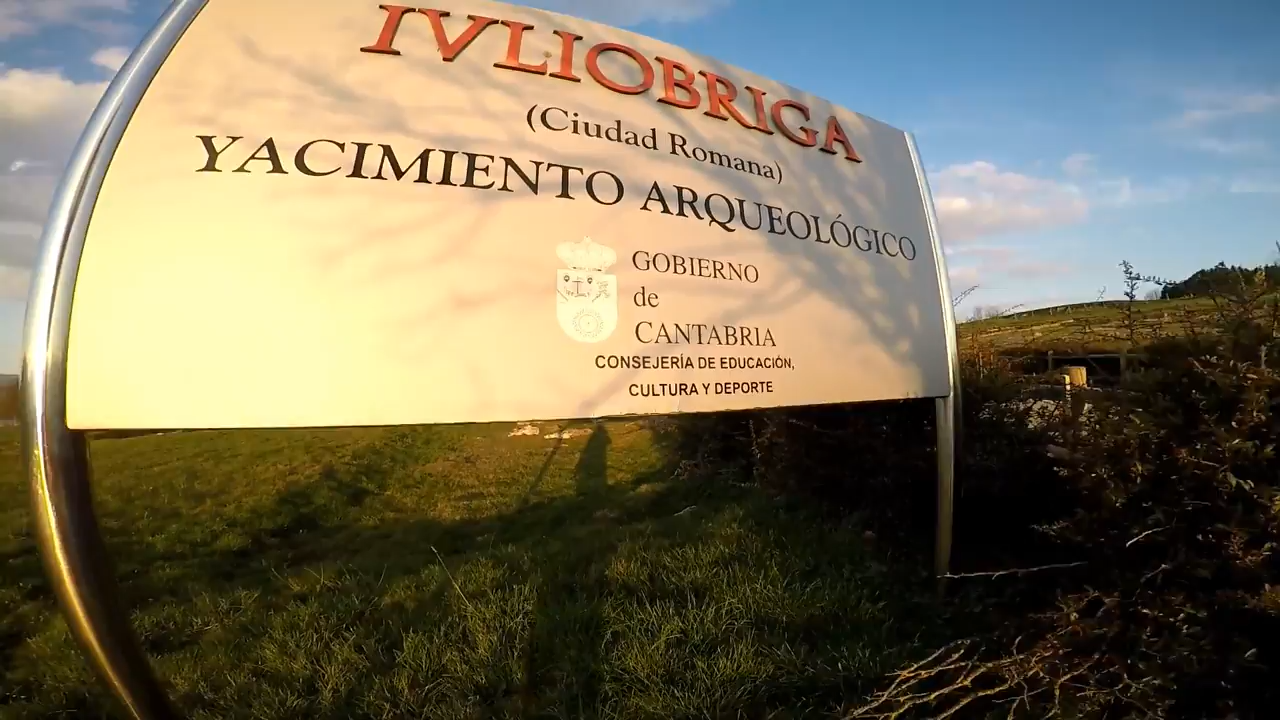 IVLIOBRIGA
(Ciudad Romana)
YACIMIENTO ARQUEOLÓGICO
GOBIERNO
de
CANTABRIA
CONSEJERÍA DE EDUCACIÓN,
CULTURA Y DEPORTE